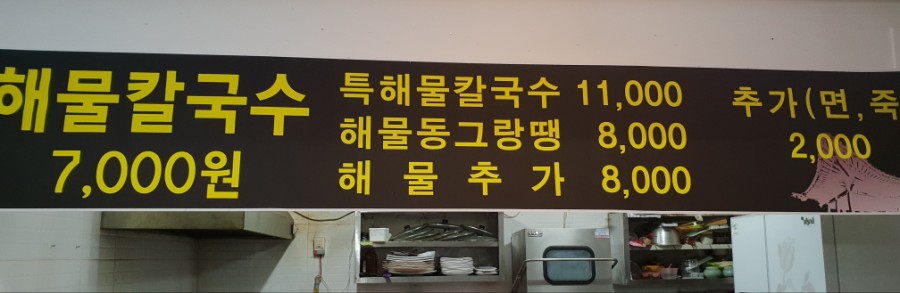 해물칼국수
7,000원
특해물칼국수 11,000
해물동그랑땡 8,000
해물추가 8,000
추가(면,죽
2,000